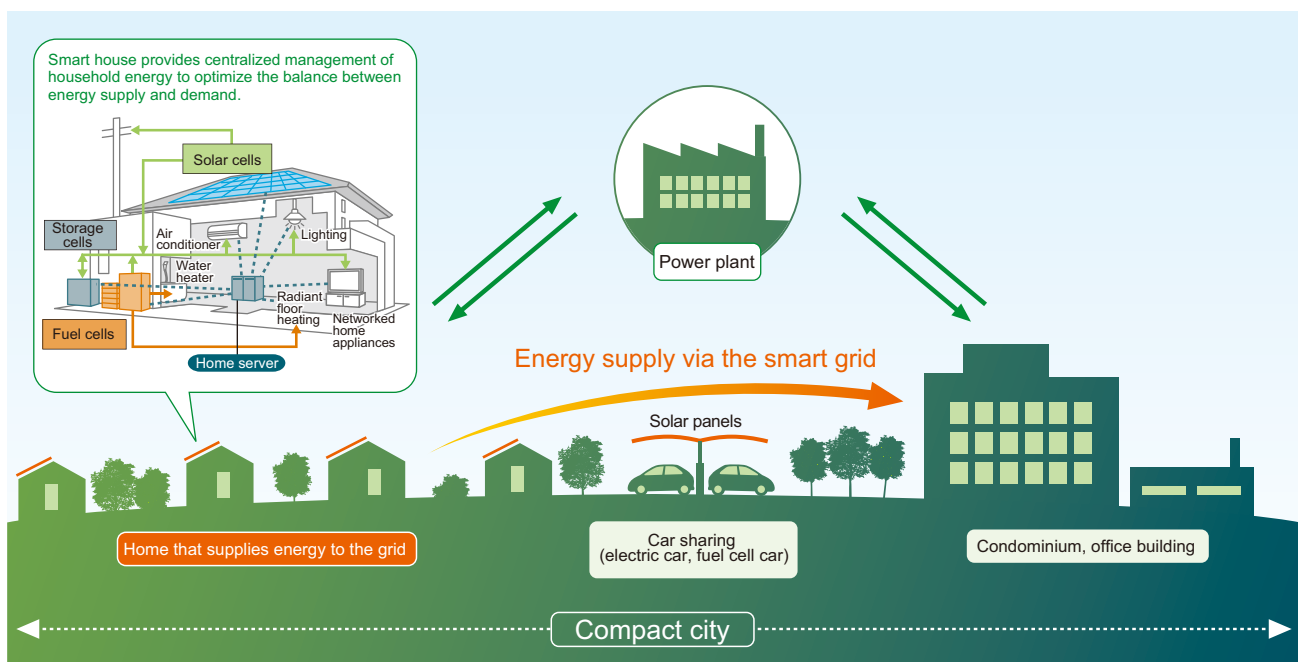 Smart house provides centralized management of
household energy to optimize the balance between
energy supply and demand.
Solar cells
Storage
cells
Air
conditioner
Lighting
Water
heater
Radiant
floor
heating
Networked
home
appliances
Fuel cells
Home server
Power plant
Energy supply via the smart grid
Solar panels
Home that supplies energy to the grid
Car sharing
(electric car, fuel cell car)
Condominium, office building
Compact city